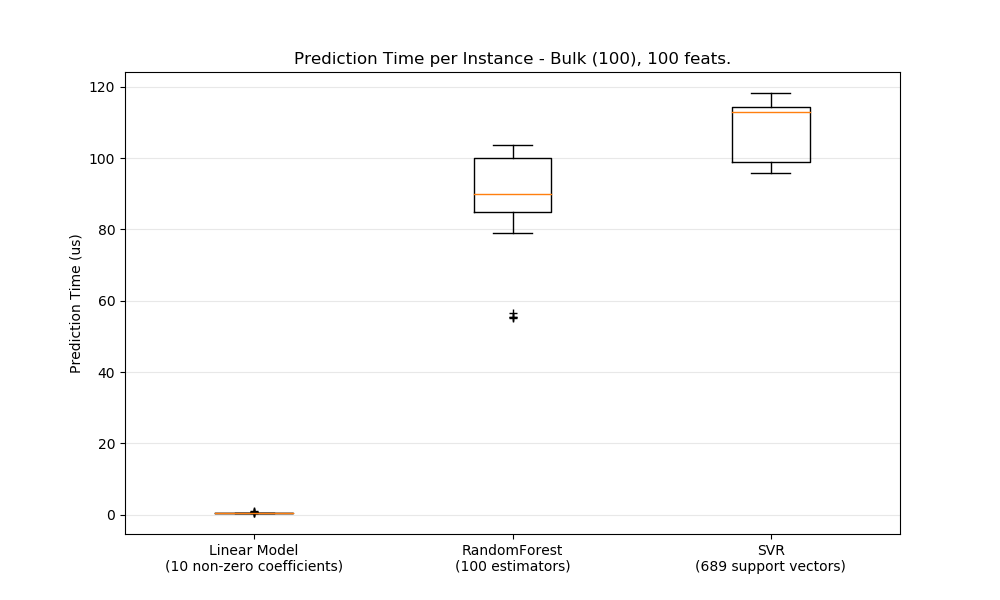 Prediction Time per Instance - Bulk (100), 100 feats.
Prediction Time (us)
120
100
80
60
40
20
0
Linear Model
(10 non-zero coefficients)
RandomForest
(100 estimators)
SVR
(689 support vectors)